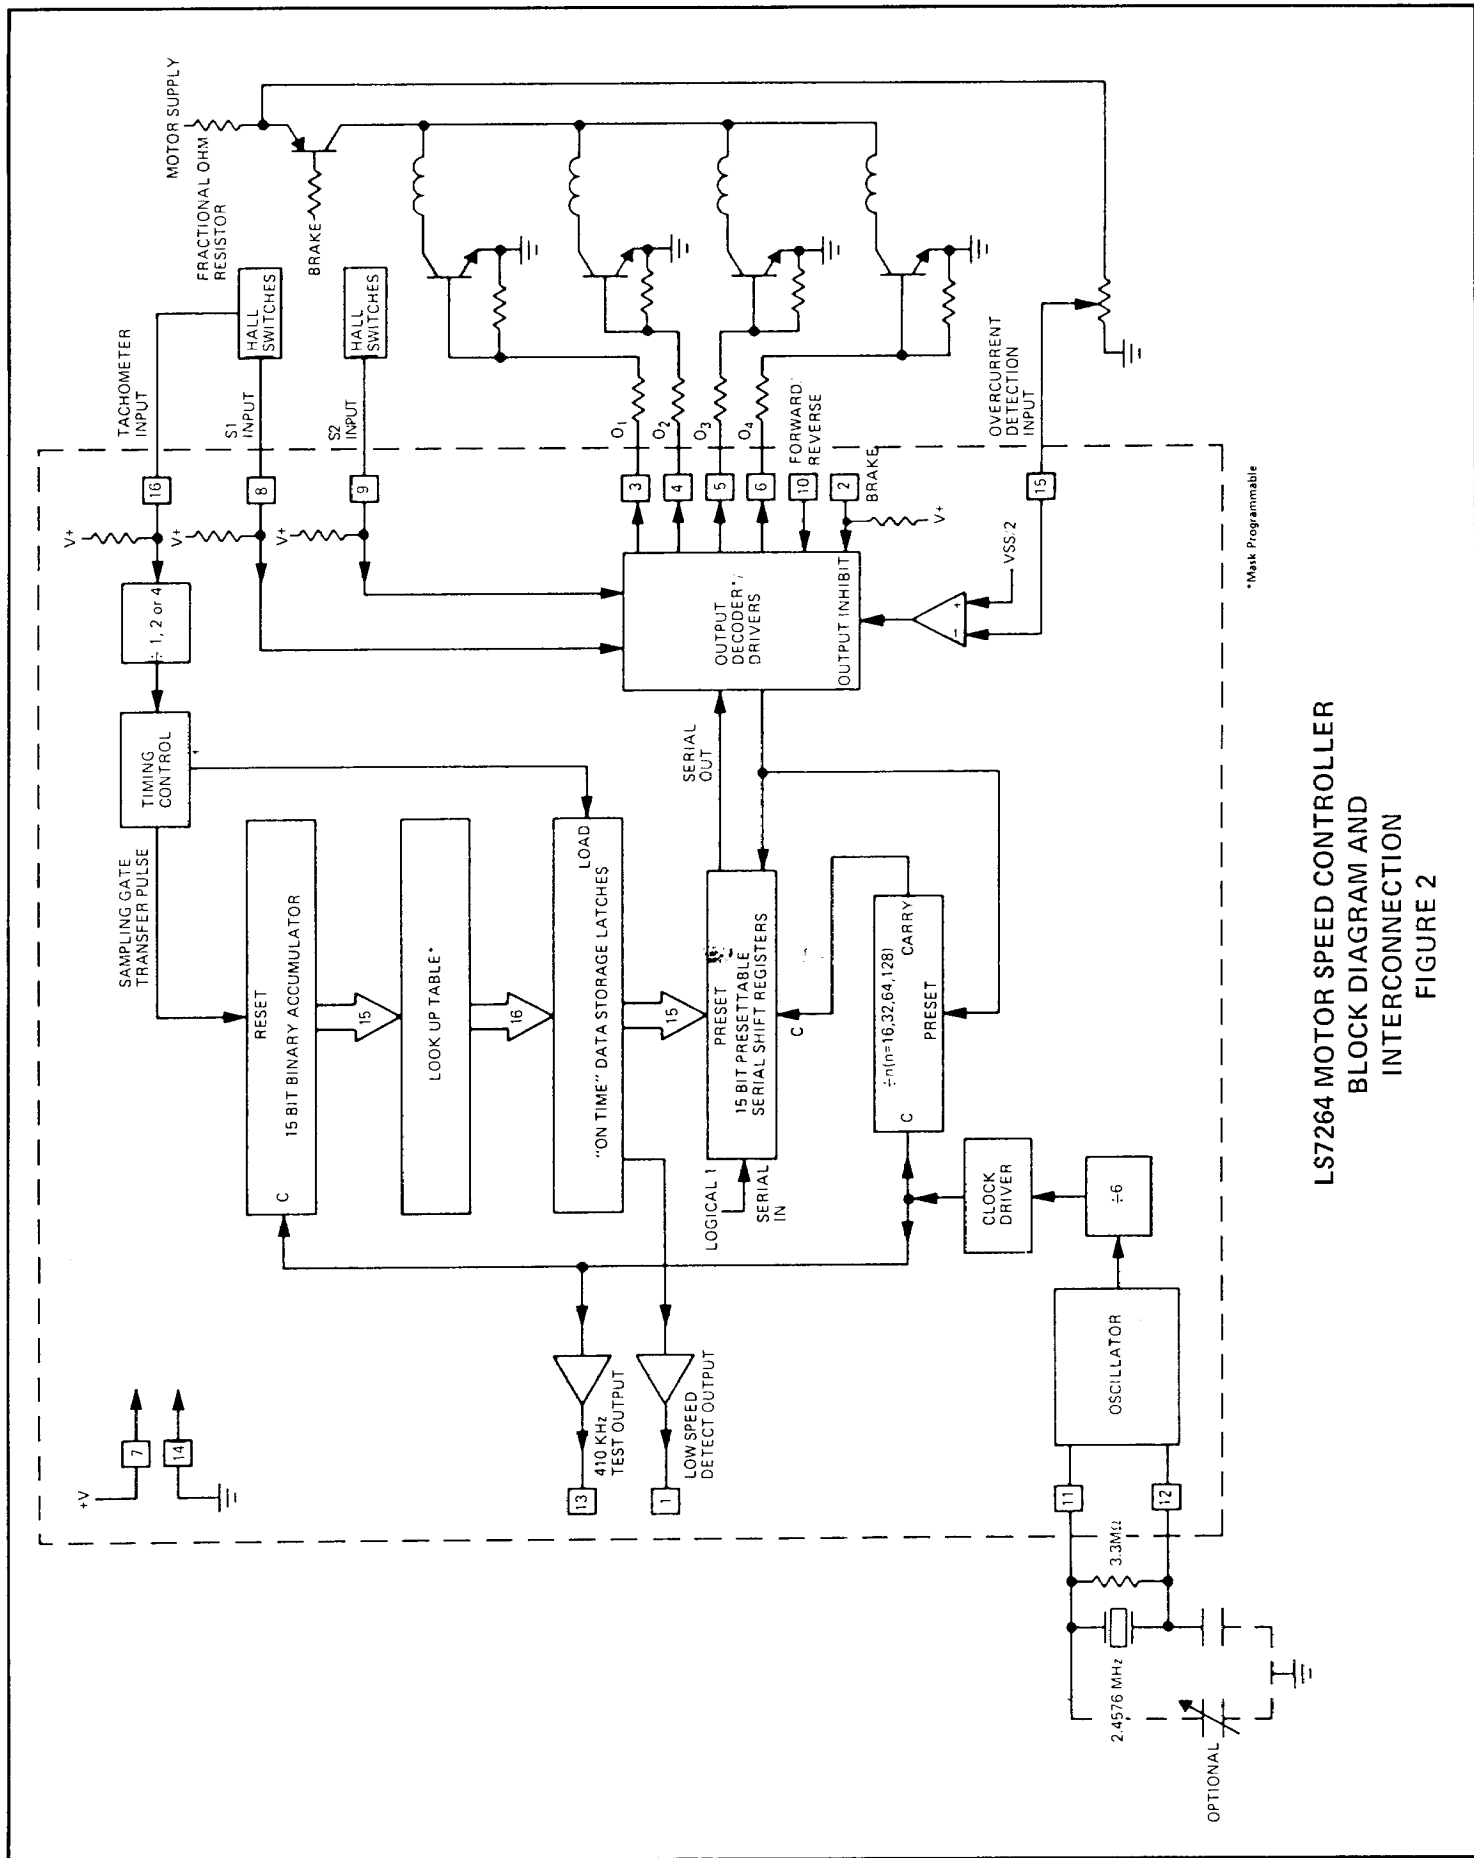 MOTOR SUPPLY
FRACTIONAL OHM
RESISTOR
BRAKE
HALL
SWITCHES
HALL
SWITCHES
TACHOMETER
INPUT
S1
INPUT
S2
INPUT
16
8
9
V+
V+
V+
÷ 1, 2 or 4
TIMING
CONTROL
*
SAMPLING GATE
TRANSFER PULSE
RESET
15 BIT BINARY ACCUMULATOR
C
15
LOOK UP TABLE*
16
LOAD
"ON TIME" DATA STORAGE LATCHES
15
PRESET
15 BIT PRESETTABLE
SERIAL SHIFT REGISTERS
LOGICAL 1
SERIAL
IN
C
SERIAL
OUT
OUTPUT
DECODER*/
DRIVERS
OUTPUT INHIBIT
O1
O2
O3
O4
3
4
5
6
10
FORWARD/
REVERSE
2
BRAKE
V+
VSS/2
+
−
15
OVERCURRENT
DETECTION
INPUT
÷n(n=16,32,64,128)
CARRY
PRESET
C
CLOCK
DRIVER
÷6
OSCILLATOR
+V
7
14
13
410 KHz
TEST OUTPUT
1
LOW SPEED
DETECT OUTPUT
11
12
3.3MΩ
2.4576 MHz
OPTIONAL
*Mask Programmable
LS7264 MOTOR SPEED CONTROLLER
BLOCK DIAGRAM AND
INTERCONNECTION
FIGURE 2